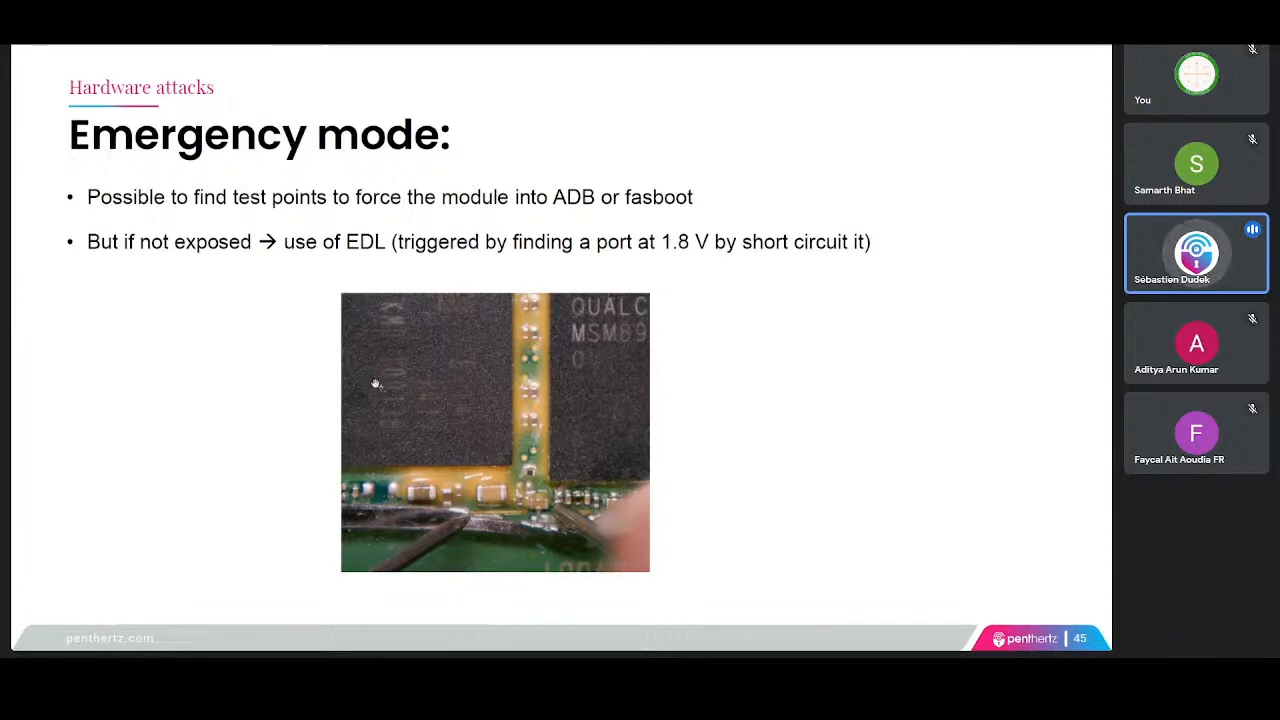 Hardware attacks
Emergency mode:
• Possible to find test points to force the module into ADB or fasboot
• But if not exposed → use of EDL (triggered by finding a port at 1.8 V by short circuit it)
QUALC
MSM89
penthertz.com
penthertz
45
You
S
Samarth Bhat
Sébastien Dudek
A
Aditya Arun Kumar
F
Faycal Ait Aoudia FR